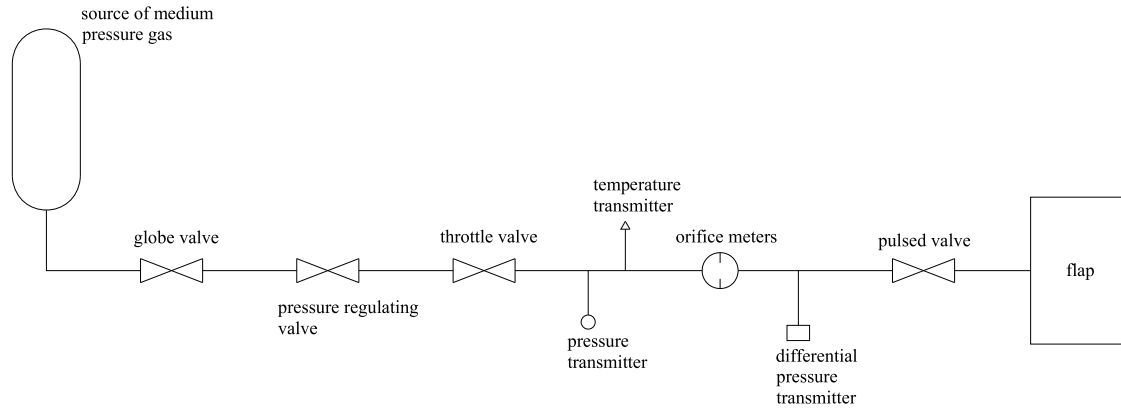 source of medium
pressure gas
globe valve
pressure regulating
valve
throttle valve
temperature
transmitter
pressure
transmitter
orifice meters
differential
pressure
transmitter
pulsed valve
flap